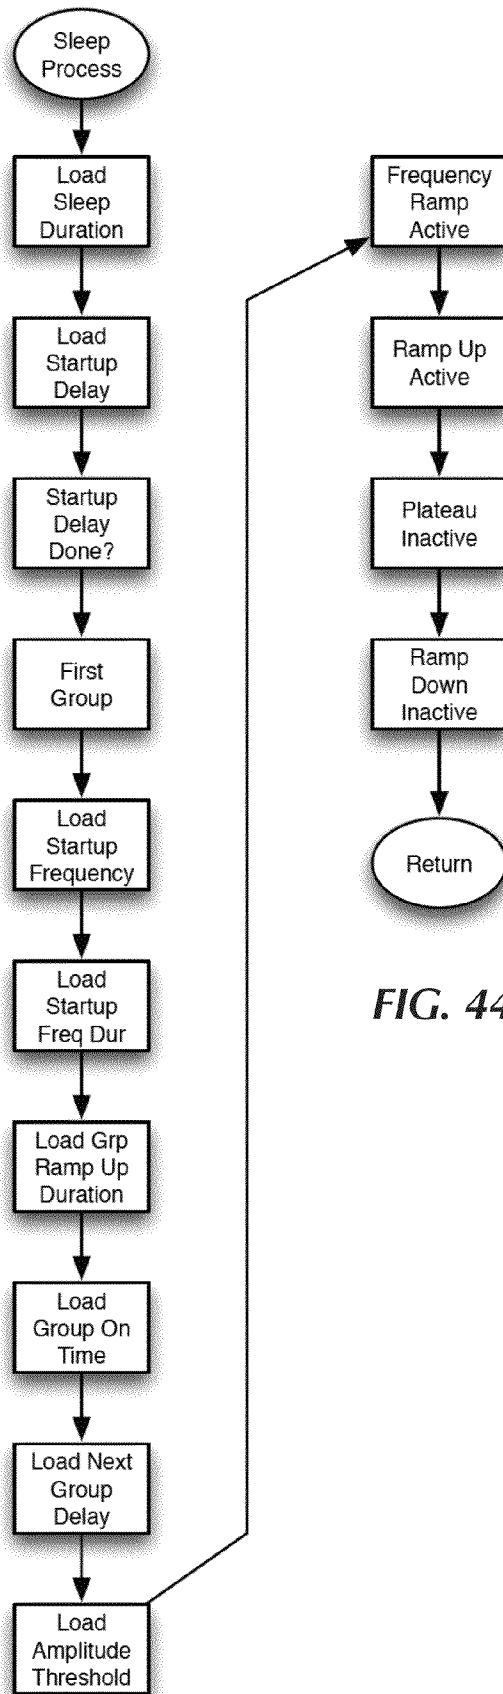 Sleep
Process
Load
Sleep
Duration
Load
Startup
Delay
Startup
Delay
Done?
First
Group
Load
Startup
Frequency
Load
Startup
Freq Dur
Load Grp
Ramp Up
Duration
Load
Group On
Time
Load Next
Group
Delay
Load
Amplitude
Threshold
Frequency
Ramp
Active
Ramp Up
Active
Plateau
Inactive
Ramp
Down
Inactive
Return
FIG. 44